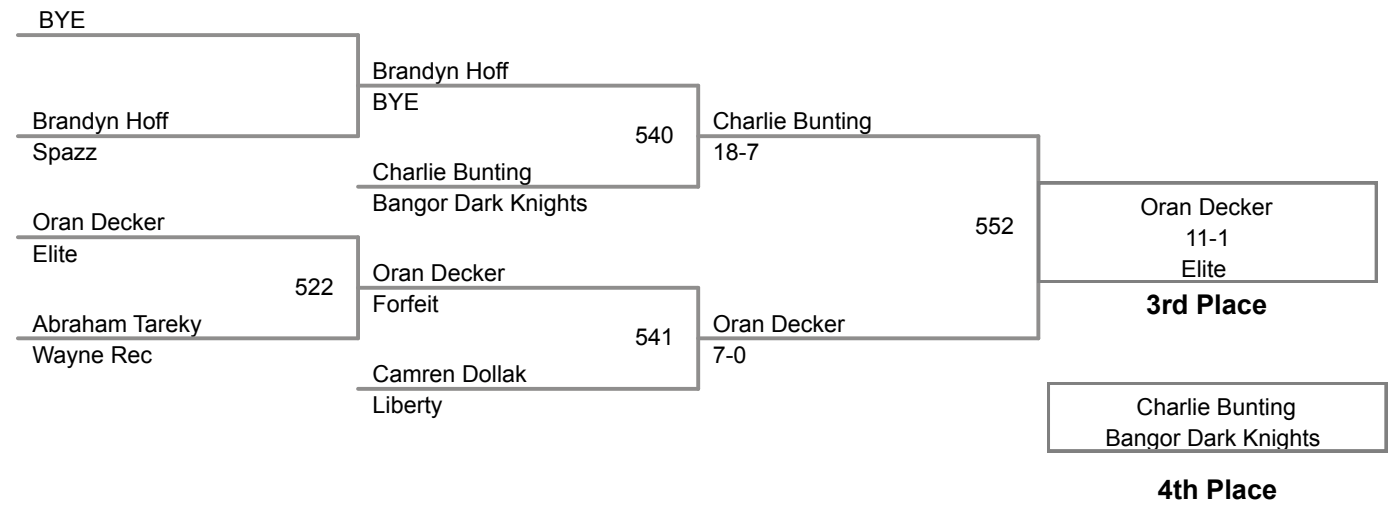 BYE
Brandyn Hoff
BYE
Brandyn Hoff
Spazz
540
Charlie Bunting
18-7
Charlie Bunting
Bangor Dark Knights
Oran Decker
Elite
522
Oran Decker
Forfeit
Abraham Tareky
Wayne Rec
541
Oran Decker
7-0
Camren Dollak
Liberty
552
Oran Decker
11-1
Elite
3rd Place
Charlie Bunting
Bangor Dark Knights
4th Place